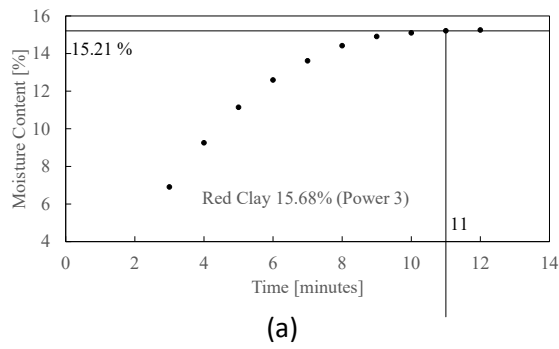 16
15.21 %
14
12
10
8
6
4
Moisture Content [%]
Red Clay 15.68% (Power 3)
11
0 2 4 6 8 10 12 14
Time [minutes]
(a)